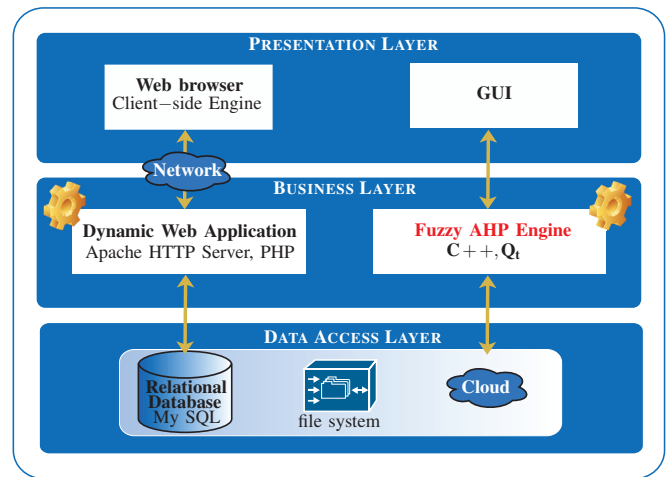 PRESENTATION LAYER
Web browser
Client−side Engine
GUI
Network
BUSINESS LAYER
Dynamic Web Application
Apache HTTP Server, PHP
Fuzzy AHP Engine
C++, Qt
DATA ACCESS LAYER
Relational
Database
My SQL
file system
Cloud